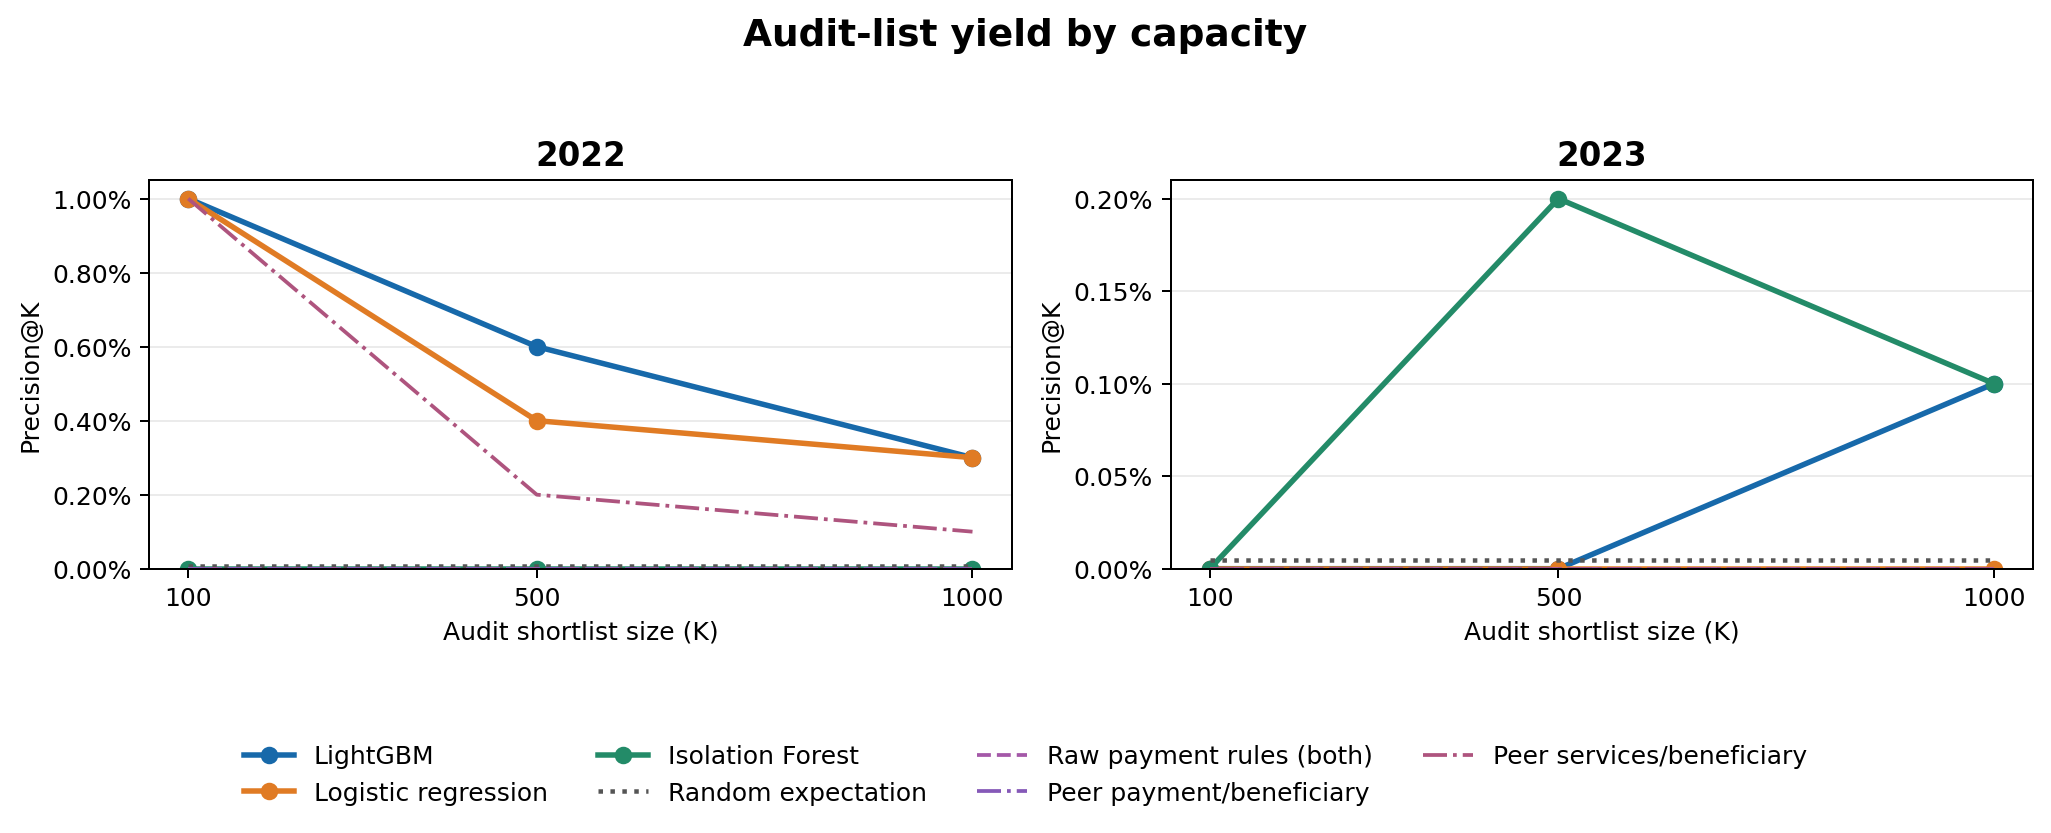 Audit-list yield by capacity
2022
1.00%
0.80%
0.60%
0.40%
0.20%
0.00%
Precision@K
100 500 1000
Audit shortlist size (K)
2023
0.20%
0.15%
0.10%
0.05%
0.00%
Precision@K
100 500 1000
Audit shortlist size (K)
LightGBM
Logistic regression
Isolation Forest
Random expectation
Raw payment rules (both)
Peer payment/beneficiary
Peer services/beneficiary